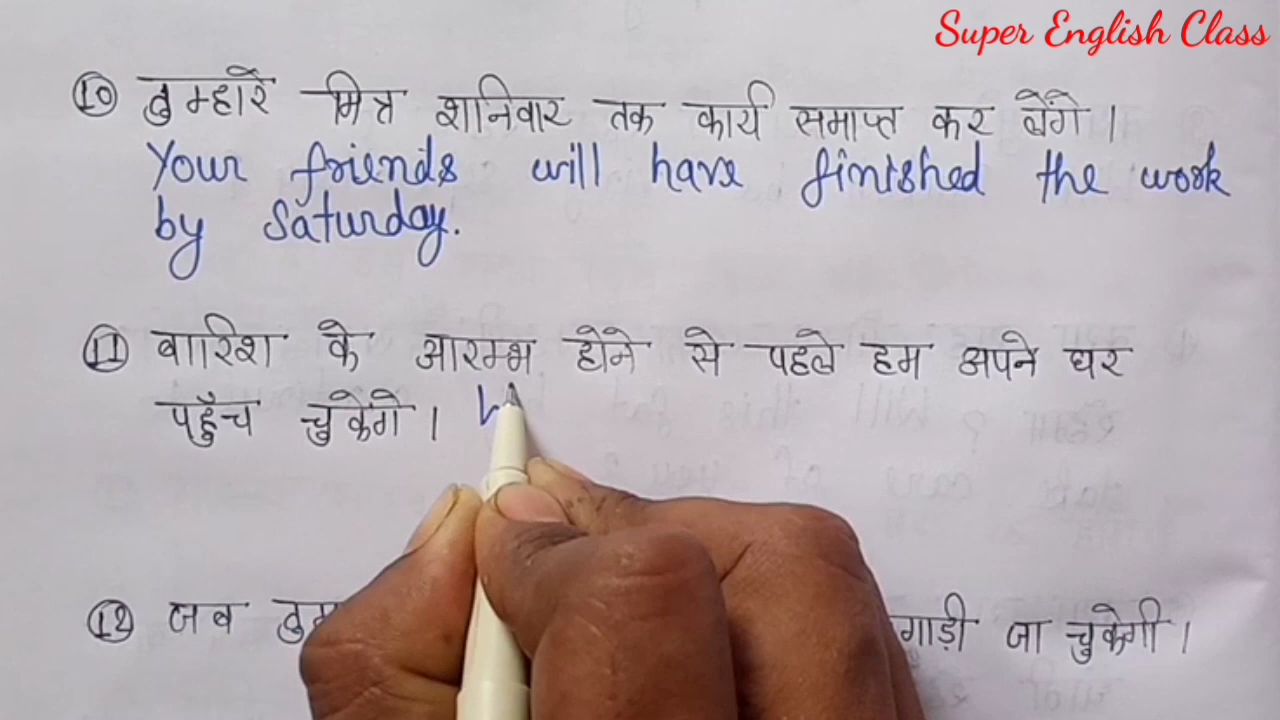 Super English Class
10 तुम्हारे मित्र शनिवार तक कार्य समाप्त कर लेंगे।
Your friends will have finished the work
by Saturday.
11 बारिश के आरम्भ होने से पहले हम अपने घर
पहुँच चुकेंगे।
12 जब गाड़ी जा चुकेगी।